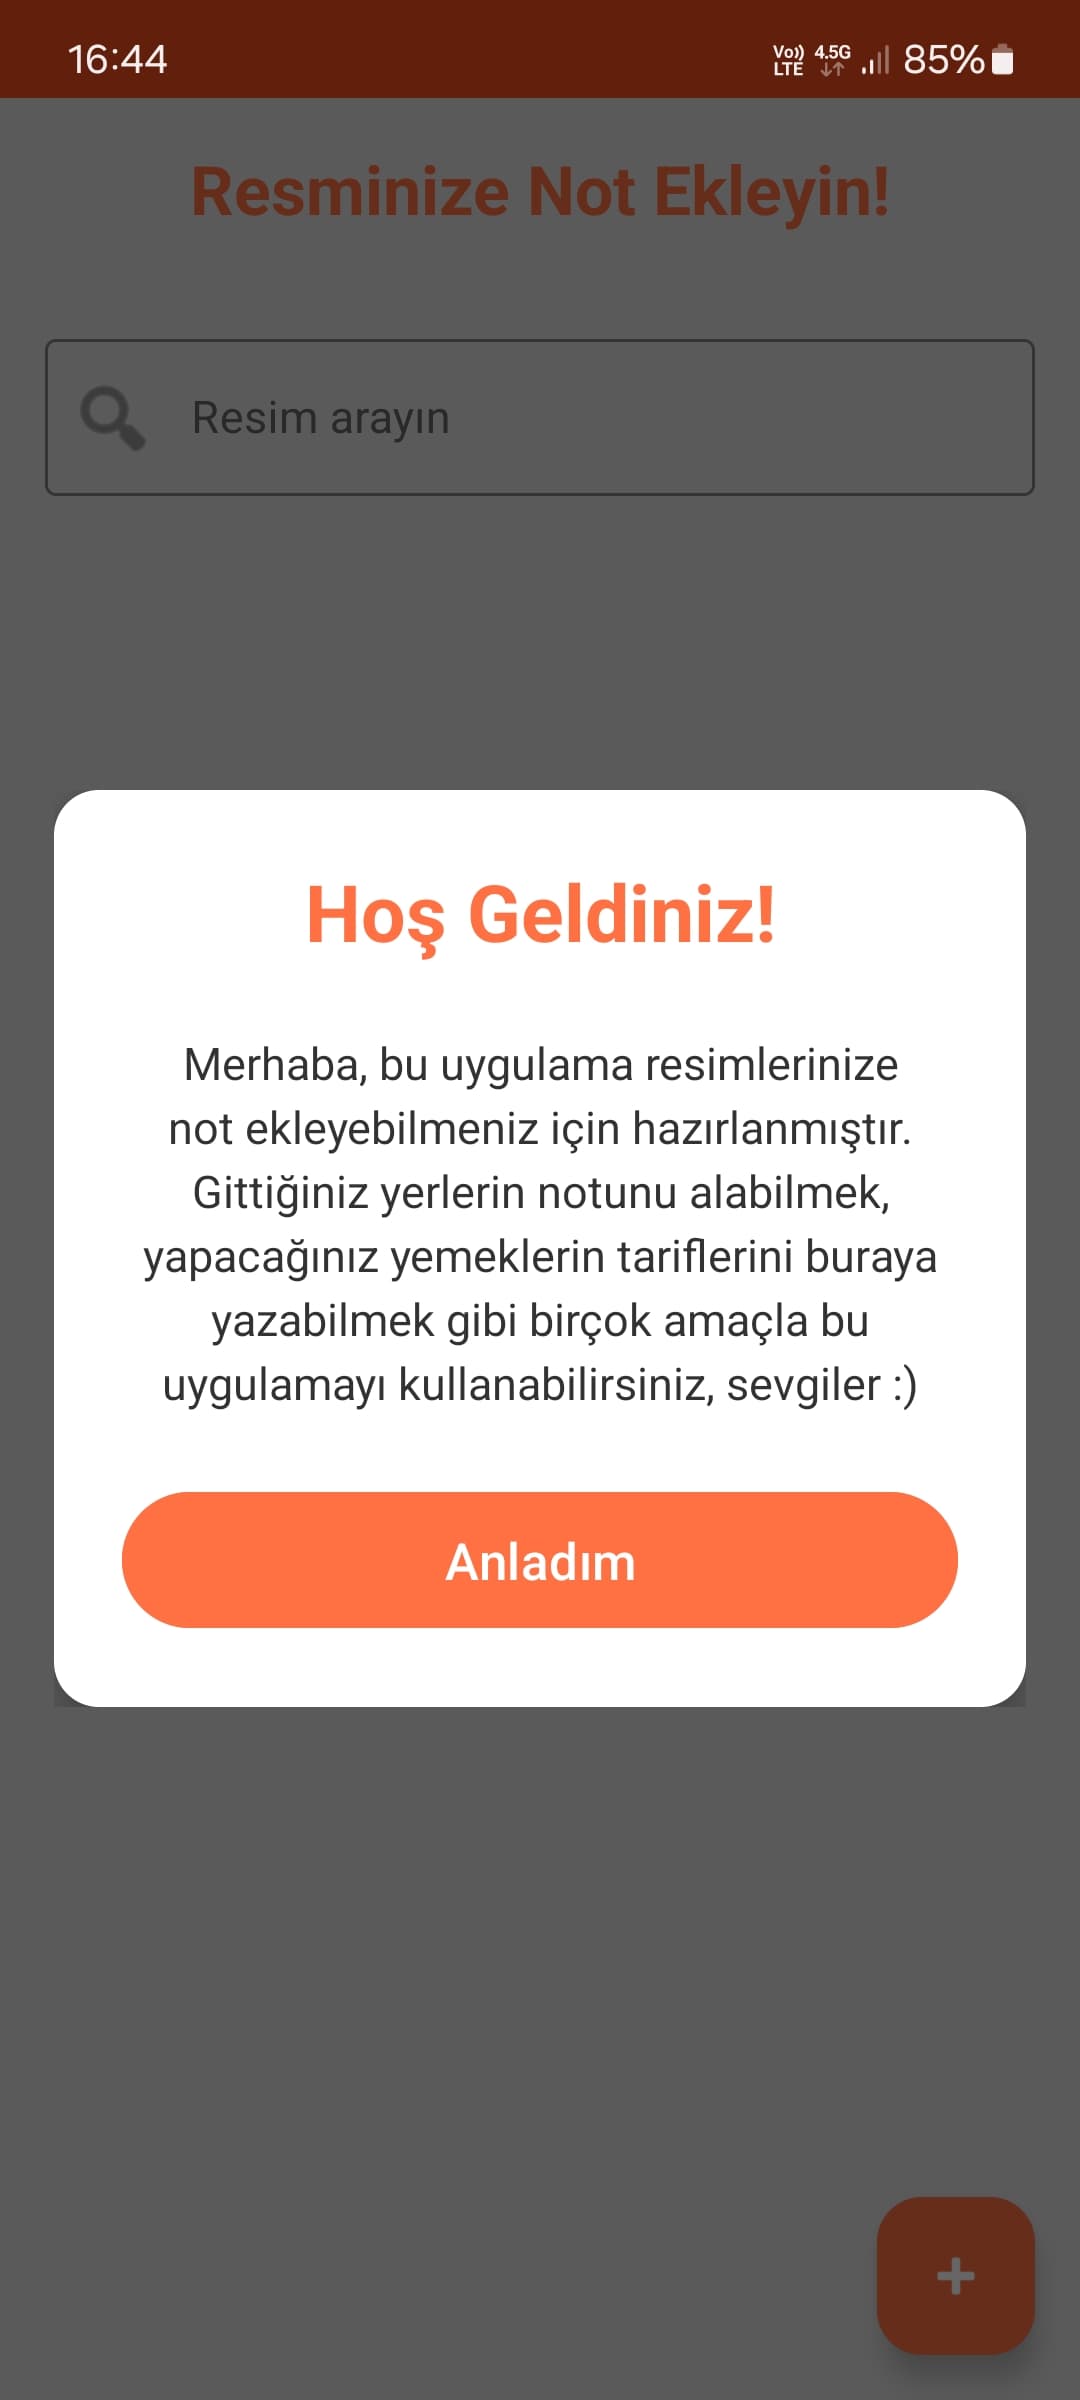 16:44
Vo)) 4.5G
LTE
85%
Resminize Not Ekleyin!
Resim arayın
Hoş Geldiniz!
Merhaba, bu uygulama resimlerinize
not ekleyebilmeniz için hazırlanmıştır.
Gittiğiniz yerlerin notunu alabilmek,
yapacağınız yemeklerin tariflerini buraya
yazabilmek gibi birçok amaçla bu
uygulamayı kullanabilirsiniz, sevgiler :)
Anladım
+